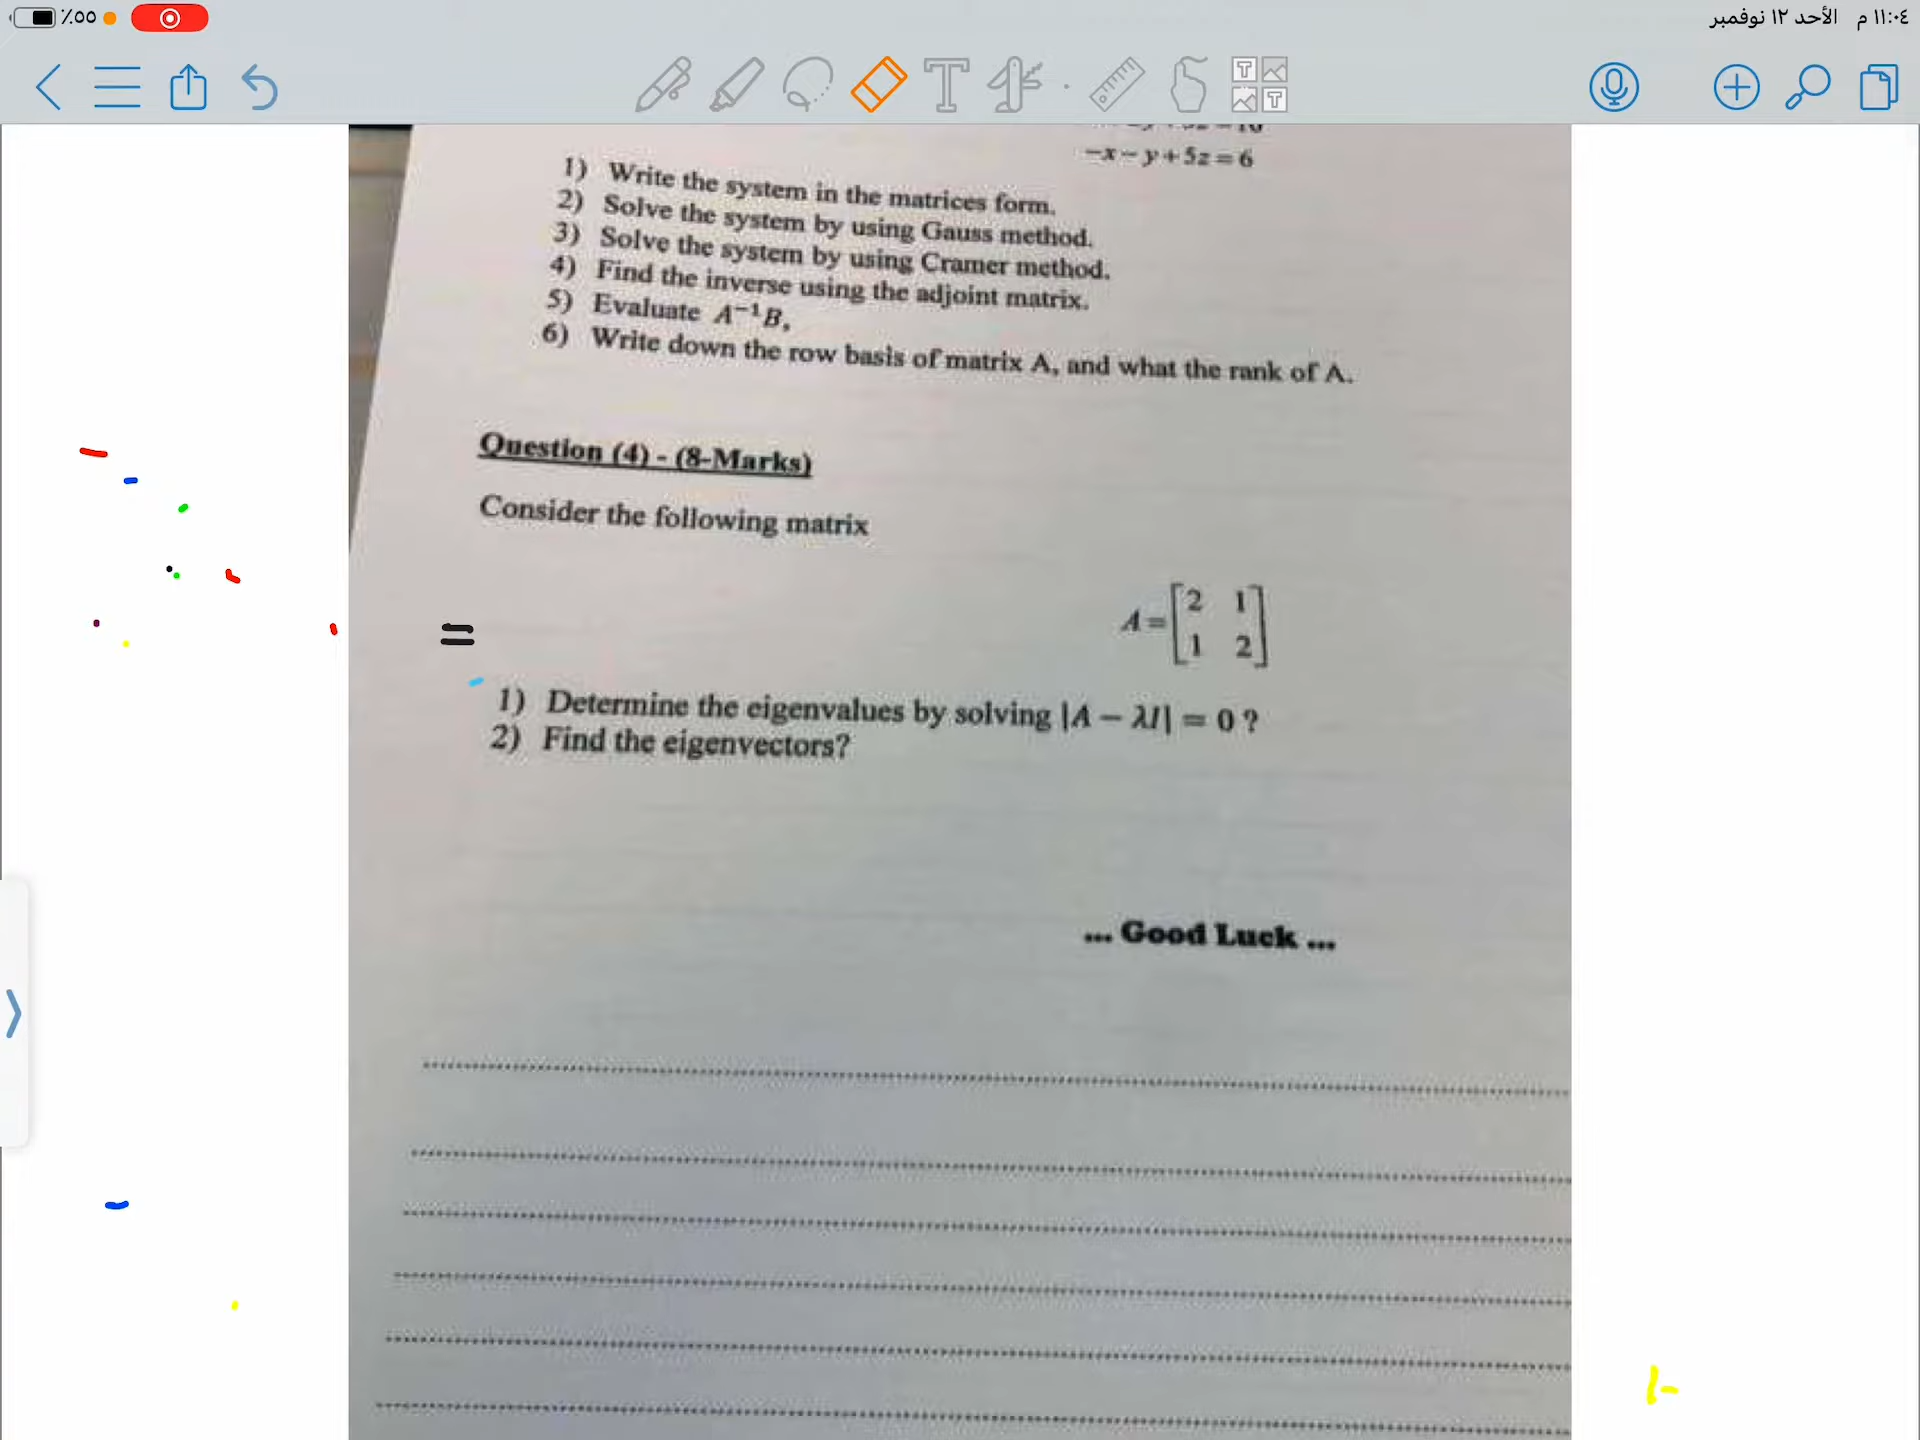 ٪٥٥
١١:٠٤ م الأحد ١٢ نوفمبر
-x-y+5z=6
1) Write the system in the matrices form.
2) Solve the system by using Gauss method.
3) Solve the system by using Cramer method.
4) Find the inverse using the adjoint matrix.
5) Evaluate A⁻¹B,
6) Write down the row basis of matrix A, and what the rank of A.
Question (4) - (8-Marks)
Consider the following matrix
A = [2 1
1 2]
1) Determine the eigenvalues by solving |A − λI| = 0 ?
2) Find the eigenvectors?
... Good Luck ...